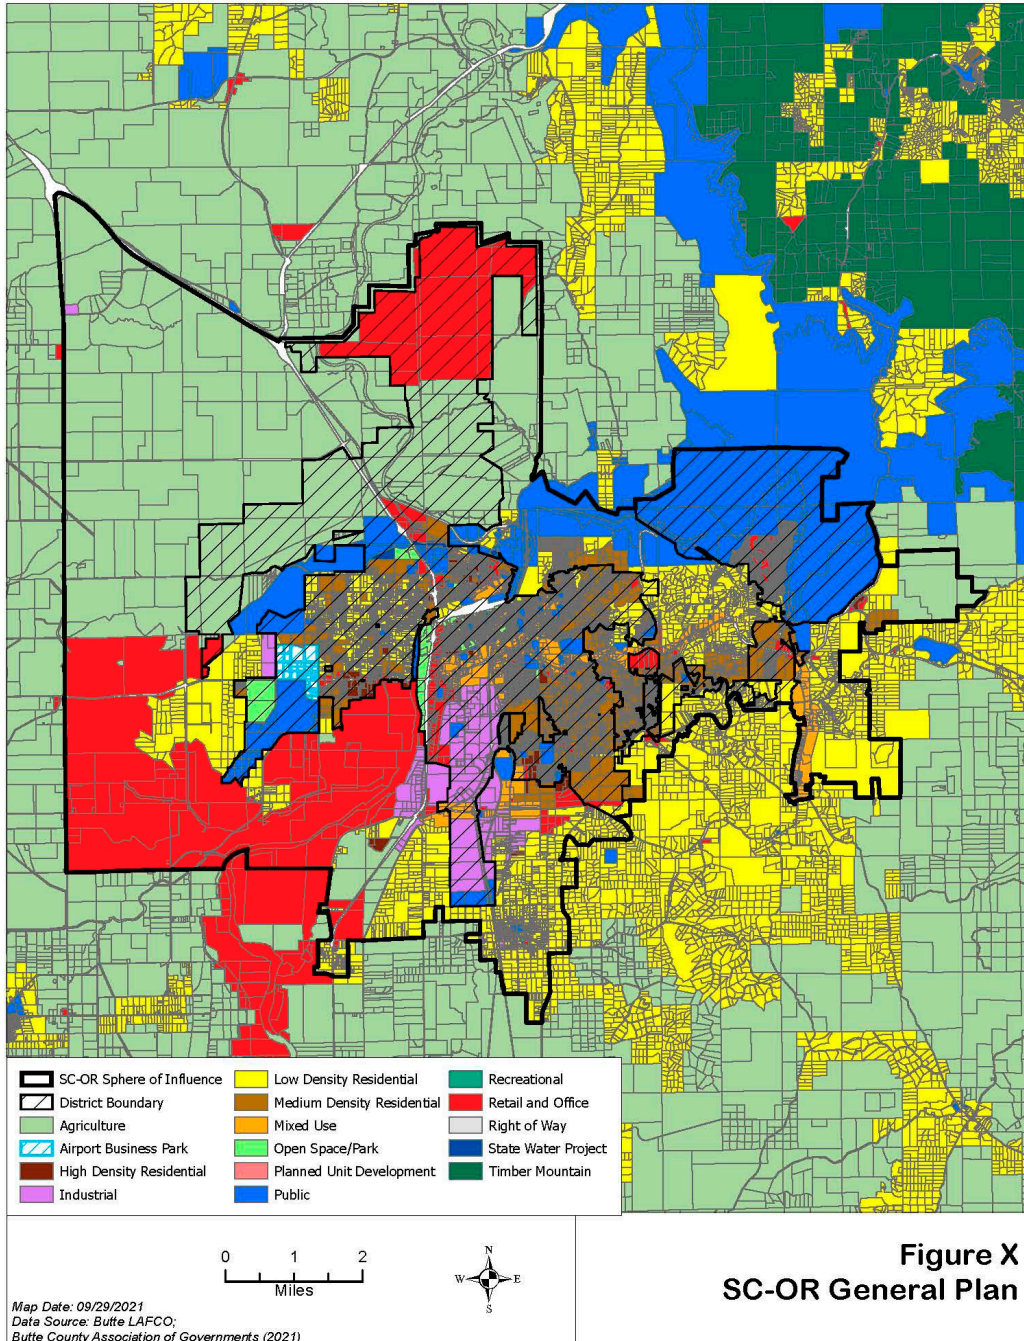 SC-OR Sphere of Influence
District Boundary
Agriculture
Airport Business Park
High Density Residential
Industrial
Low Density Residential
Medium Density Residential
Mixed Use
Open Space/Park
Planned Unit Development
Public
Recreational
Retail and Office
Right of Way
State Water Project
Timber Mountain
0 1 2
Miles
N
W E
S
Figure X
SC-OR General Plan
Map Date: 09/29/2021
Data Source: Butte LAFCO;
Butte County Association of Governments (2021)